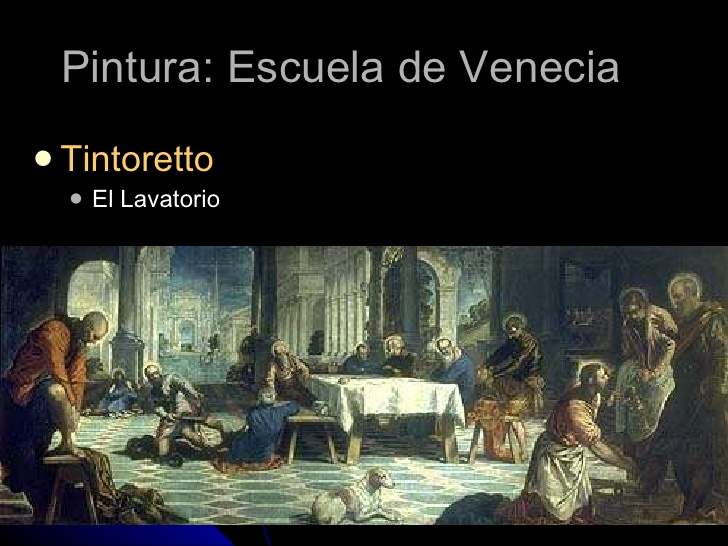 Pintura: Escuela de Venecia
Tintoretto
El Lavatorio